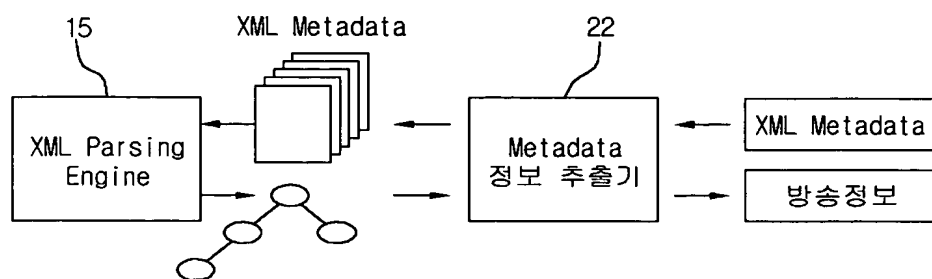 15
XML Metadata
22
XML Parsing
Engine
Metadata
정보 추출기
XML Metadata
방송정보